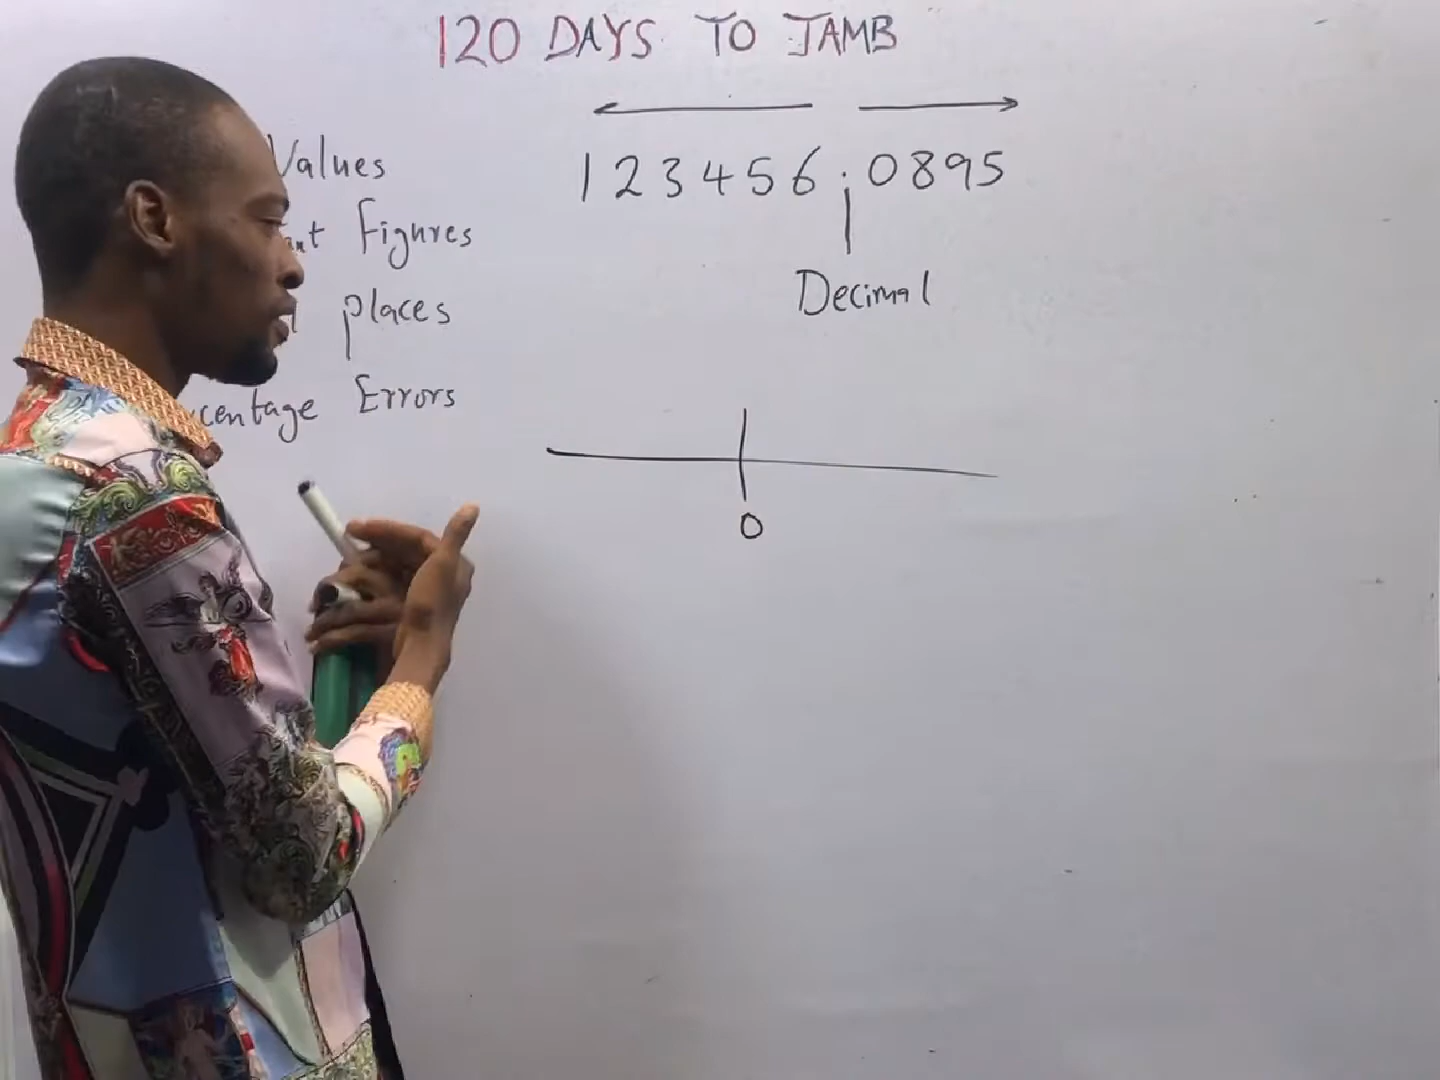 120 DAYS TO JAMB
Values
123456.0895
Figures
places
Decimal
Errors
0